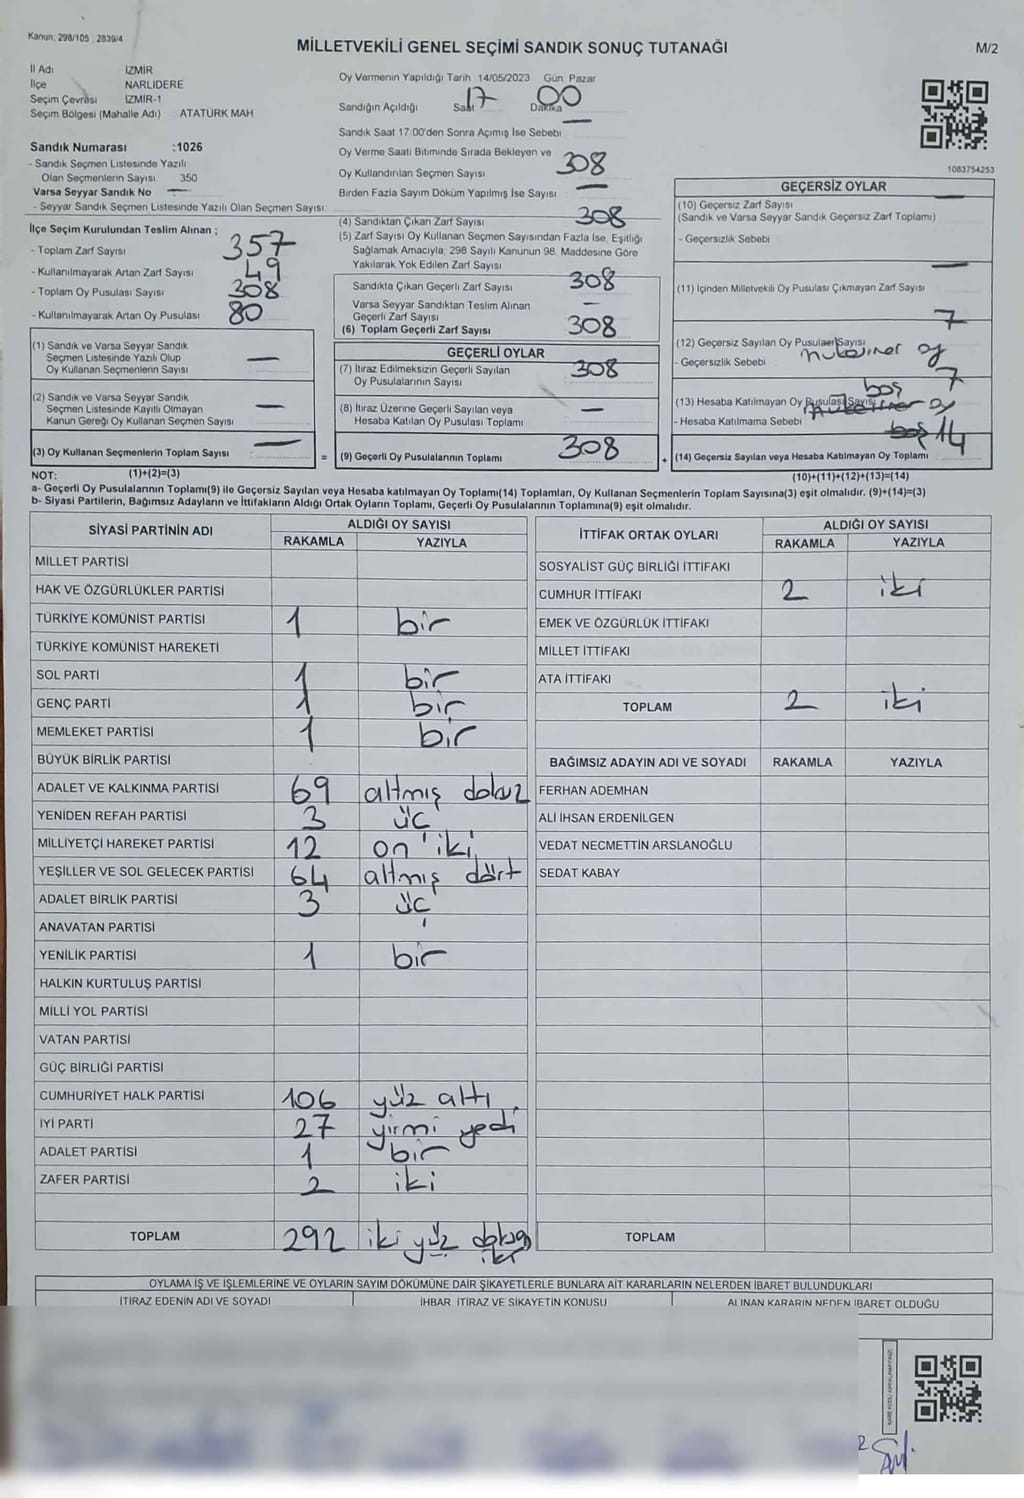 Kanun, 298/105 , 2839/4
MİLLETVEKİLİ GENEL SEÇİMİ SANDIK SONUÇ TUTANAĞI
M/2
İl Adı İZMİR
İlçe NARLIDERE
Seçim Çevresi İZMİR-1
Seçim Bölgesi (Mahalle Adı) ATATÜRK MAH.
Sandık Numarası :1026
- Sandık Seçmen Listesinde Yazılı
Olan Seçmenlerin Sayısı 350
Varsa Seyyar Sandık No —
- Seyyar Sandık Seçmen Listesinde Yazılı Olan Seçmen Sayısı
İlçe Seçim Kurulundan Teslim Alınan ;
- Toplam Zarf Sayısı 357
- Kullanılmayarak Artan Zarf Sayısı 49
- Toplam Oy Pusulası Sayısı 308
- Kullanılmayarak Artan Oy Pusulası 80
Oy Vermenin Yapıldığı Tarih 14/05/2023 Gün Pazar
Sandığın Açıldığı Saat 17 Dakika 00
Sandık Saat 17 00'den Sonra Açımış İse Sebebi —
Oy Verme Saati Bitiminde Sırada Bekleyen ve
Oy Kullandırılan Seçmen Sayısı 308
Birden Fazla Sayım Döküm Yapılmış İse Sayısı —
(4) Sandıktan Çıkan Zarf Sayısı 308
(5) Zarf Sayısı Oy Kullanan Seçmen Sayısından Fazla İse, Eşitliği
Sağlamak Amacıyla; 298 Sayılı Kanunun 98. Maddesine Göre
Yakılarak Yok Edilen Zarf Sayısı
Sandıkta Çıkan Geçerli Zarf Sayısı 308
Varsa Seyyar Sandıktan Teslim Alınan
Geçerli Zarf Sayısı —
(6) Toplam Geçerli Zarf Sayısı 308
1083754253
GEÇERSİZ OYLAR
(10) Geçersiz Zarf Sayısı —
(Sandık ve Varsa Seyyar Sandık Geçersiz Zarf Toplamı)
- Geçersizlik Sebebi
(11) İçinden Milletvekili Oy Pusulası Çıkmayan Zarf Sayısı —
(12) Geçersiz Sayılan Oy Pusulaerı Sayısı 7
- Geçersizlik Sebebi oy
(13) Hesaba Katılmayan Oy Pusulası Sayısı 7
- Hesaba Katılmama Sebebi boş oy
(14) Geçersiz Sayılan veya Hesaba Katılmayan Oy Toplamı 14
(10)+(11)+(12)+(13)=(14)
(1) Sandık ve Varsa Seyyar Sandık
Seçmen Listesinde Yazılı Olup
Oy Kullanan Seçmenlerin Sayısı —
(2) Sandık ve Varsa Seyyar Sandık
Seçmen Listesinde Kayıtlı Olmayan
Kanun Gereği Oy Kullanan Seçmen Sayısı —
(3) Oy Kullanan Seçmenlerin Toplam Sayısı —
=
GEÇERLİ OYLAR
(7) İtiraz Edilmeksizin Geçerli Sayılan
Oy Pusulalarının Sayısı 308
(8) İtiraz Üzerine Geçerli Sayılan veya
Hesaba Katılan Oy Pusulası Toplamı —
(9) Geçerli Oy Pusulalarının Toplamı 308
+
NOT: (1)+(2)=(3)
a- Geçerli Oy Pusulalarının Toplamı(9) ile Geçersiz Sayılan veya Hesaba katılmayan Oy Toplamı(14) Toplamları, Oy Kullanan Seçmenlerin Toplam Sayısına(3) eşit olmalıdır. (9)+(14)=(3)
b- Siyasi Partilerin, Bağımsız Adayların ve İttifakların Aldığı Ortak Oyların Toplamı, Geçerli Oy Pusulalarının Toplamına(9) eşit olmalıdır.
SİYASİ PARTİNİN ADI ALDIĞI OY SAYISI
RAKAMLA YAZIYLA
MİLLET PARTİSİ
HAK VE ÖZGÜRLÜKLER PARTİSİ
TÜRKİYE KOMÜNİST PARTİSİ 1 bir
TÜRKİYE KOMÜNİST HAREKETİ
SOL PARTİ 1 bir
GENÇ PARTİ 1 bir
MEMLEKET PARTİSİ 1 bir
BÜYÜK BİRLİK PARTİSİ
ADALET VE KALKINMA PARTİSİ 69 altmış dokuz
YENİDEN REFAH PARTİSİ 3 üç
MİLLİYETÇİ HAREKET PARTİSİ 12 on iki
YEŞİLLER VE SOL GELECEK PARTİSİ 64 altmış dört
ADALET BİRLİK PARTİSİ 3 üç
ANAVATAN PARTİSİ
YENİLİK PARTİSİ 1 bir
HALKIN KURTULUŞ PARTİSİ
MİLLİ YOL PARTİSİ
VATAN PARTİSİ
GÜÇ BİRLİĞİ PARTİSİ
CUMHURİYET HALK PARTİSİ 106 yüz altı
İYİ PARTİ 27 yirmi yedi
ADALET PARTİSİ 1 bir
ZAFER PARTİSİ 2 iki
TOPLAM 292 iki yüz doksan iki
İTTİFAK ORTAK OYLARI ALDIĞI OY SAYISI
RAKAMLA YAZIYLA
SOSYALİST GÜÇ BİRLİĞİ İTTİFAKI
CUMHUR İTTİFAKI 2 iki
EMEK VE ÖZGÜRLÜK İTTİFAKI
MİLLET İTTİFAKI
ATA İTTİFAKI
TOPLAM 2 iki
BAĞIMSIZ ADAYIN ADI VE SOYADI RAKAMLA YAZIYLA
FERHAN ADEMHAN
ALİ İHSAN ERDENİLGEN
VEDAT NECMETTİN ARSLANOĞLU
SEDAT KABAY
TOPLAM
OYLAMA İŞ VE İŞLEMLERİNE VE OYLARIN SAYIM DÖKÜMÜNE DAİR ŞİKAYETLERLE BUNLARA AİT KARARLARIN NELERDEN İBARET BULUNDUKLARI
İTİRAZ EDENİN ADI VE SOYADI İHBAR, İTİRAZ VE ŞİKAYETİN KONUSU ALINAN KARARIN NEDEN İBARET OLDUĞU